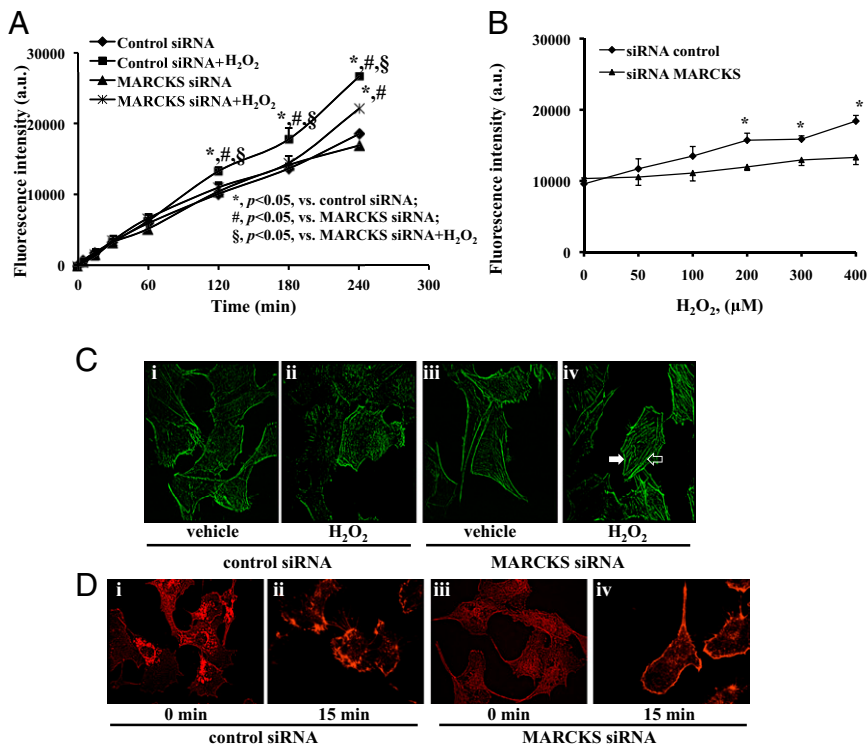 A
Fluorescence intensity (a.u.)
30000
20000
10000
0
Control siRNA
Control siRNA+H₂O₂
MARCKS siRNA
MARCKS siRNA+H₂O₂
*,#,§
*,#
*,#,§
*,#,§
*, p<0.05, vs. control siRNA;
#, p<0.05, vs. MARCKS siRNA;
§, p<0.05, vs. MARCKS siRNA+H₂O₂
0 60 120 180 240 300
Time (min)
B
Fluorescence intensity (a.u.)
30000
20000
10000
0
siRNA control
siRNA MARCKS
* * *
0 50 100 200 300 400
H₂O₂, (µM)
C
i ii iii iv
vehicle H₂O₂ vehicle H₂O₂
control siRNA MARCKS siRNA
D
i ii iii iv
0 min 15 min 0 min 15 min
control siRNA MARCKS siRNA